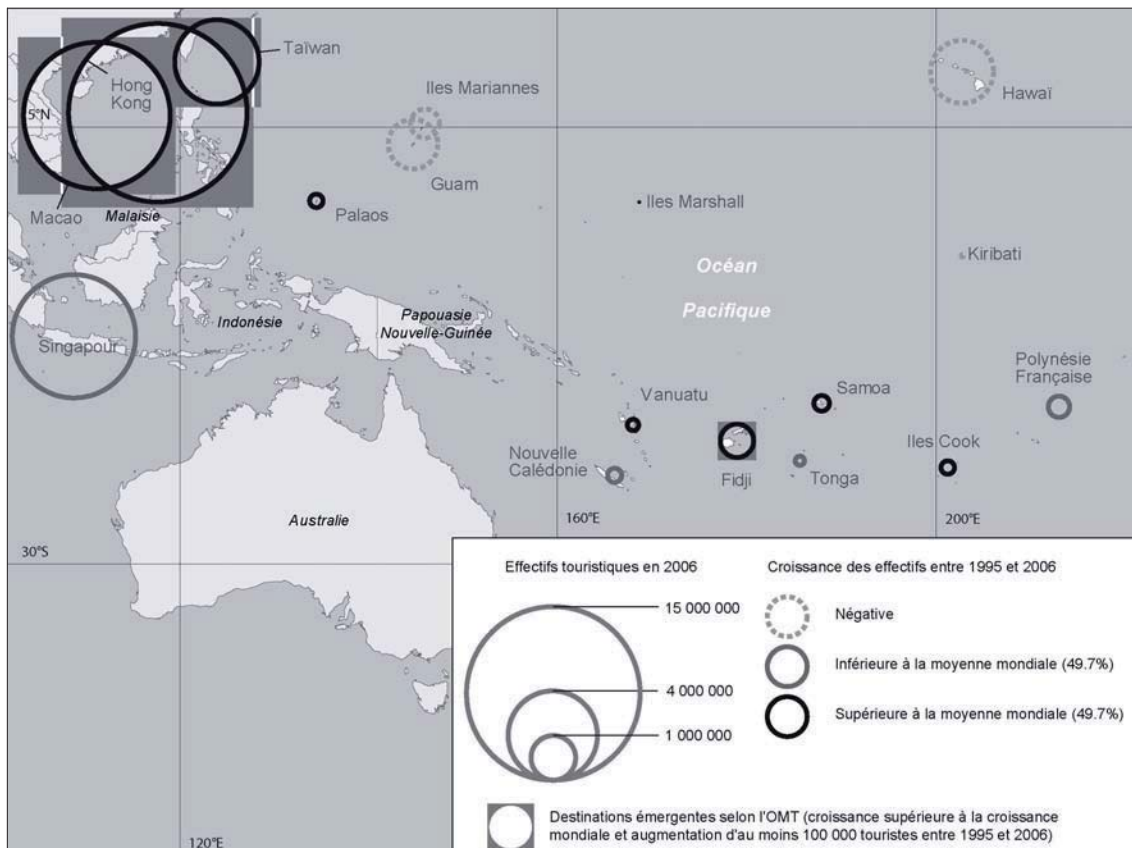 Taïwan
Hong
Kong
Iles Mariannes
Hawaï
5°N
Guam
Macao
Malaisie
Palaos
Iles Marshall
Océan
Kiribati
Pacifique
Indonésie
Papouasie
Nouvelle-Guinée
Singapour
Polynésie
Française
Vanuatu
Samoa
Iles Cook
Nouvelle
Calédonie
Fidji
Tonga
Australie
160°E
200°E
30°S
120°E
Effectifs touristiques en 2006
15 000 000
4 000 000
1 000 000
Croissance des effectifs entre 1995 et 2006
Négative
Inférieure à la moyenne mondiale (49.7%)
Supérieure à la moyenne mondiale (49.7%)
Destinations émergentes selon l'OMT (croissance supérieure à la croissance
mondiale et augmentation d'au moins 100 000 touristes entre 1995 et 2006)